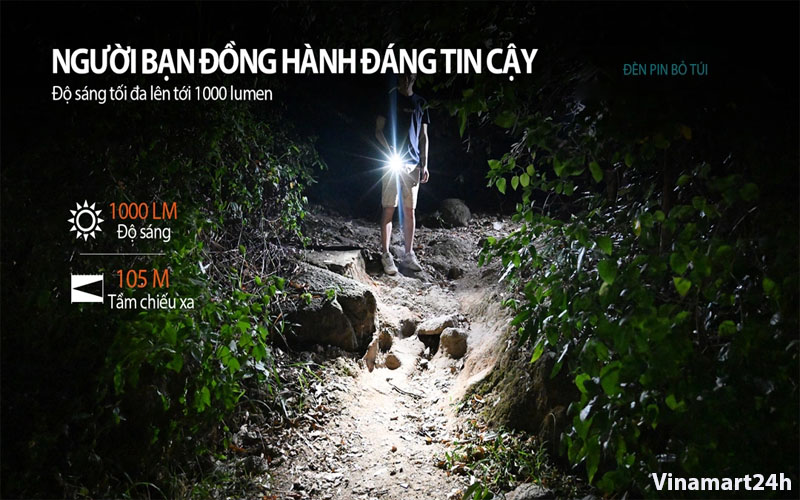 NGƯỜI BẠN ĐỒNG HÀNH ĐÁNG TIN CẬY
ĐÈN PIN BỎ TÚI
Độ sáng tối đa lên tới 1000 lumen
1000 LM
Độ sáng
105 M
Tầm chiếu xa
Vinamart24h